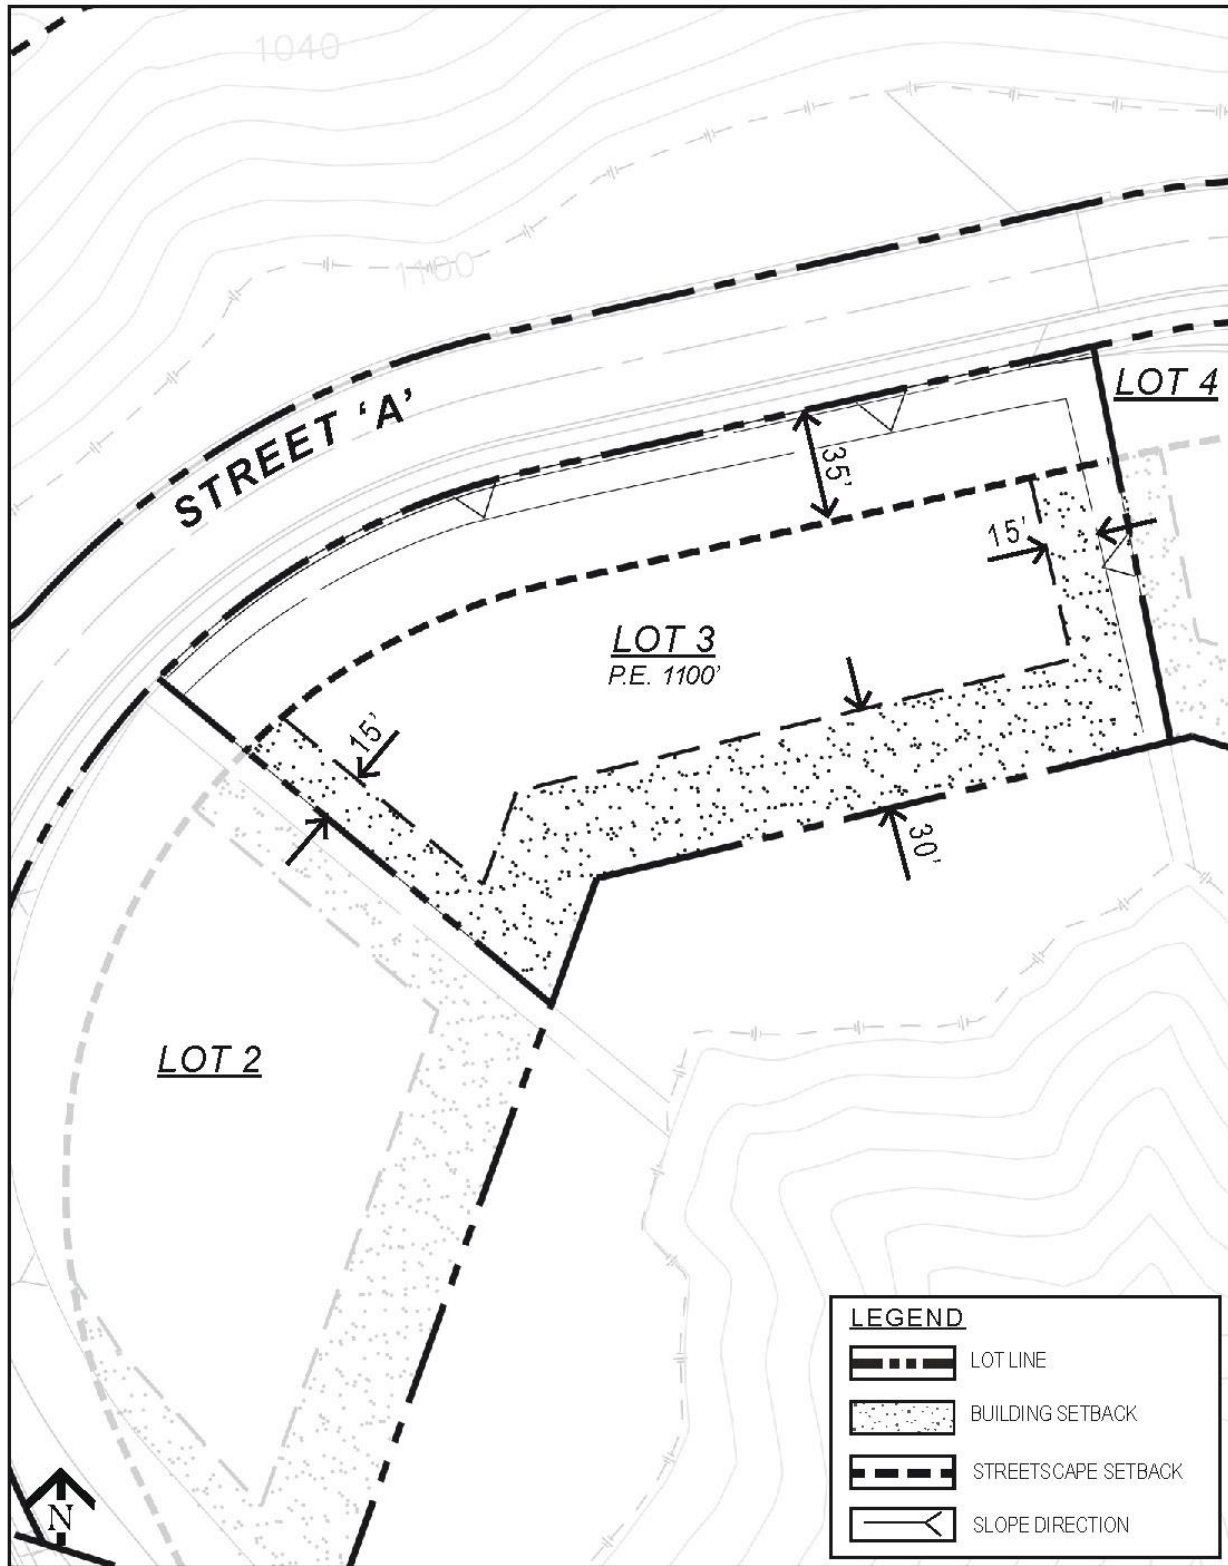 1040
1100
STREET 'A'
LOT 4
35'
15'
LOT 3
P.E. 1100'
15'
30'
LOT 2
LEGEND
LOT LINE
BUILDING SETBACK
STREETSCAPE SETBACK
SLOPE DIRECTION
N